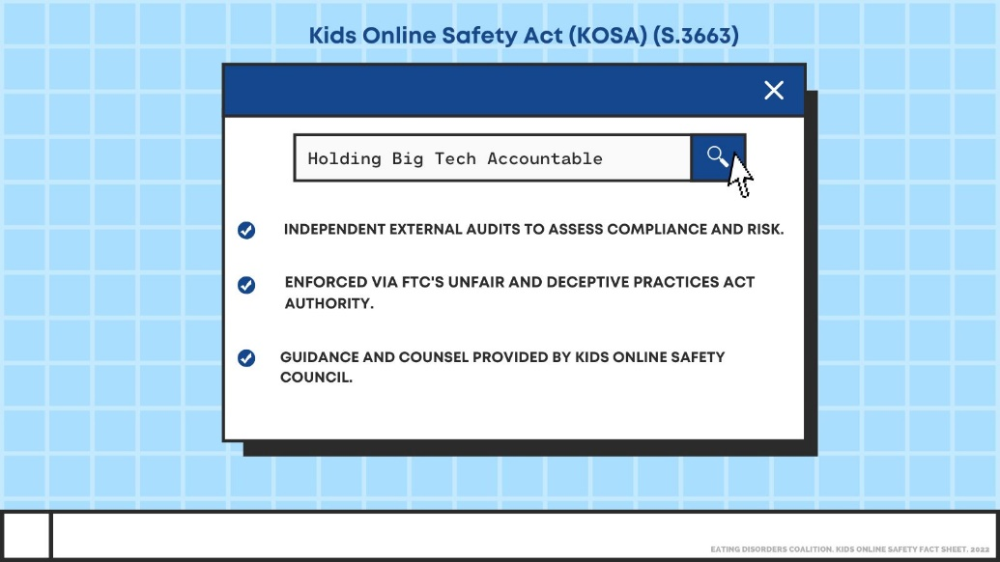 Kids Online Safety Act (KOSA) (S.3663)
Holding Big Tech Accountable
INDEPENDENT EXTERNAL AUDITS TO ASSESS COMPLIANCE AND RISK.
ENFORCED VIA FTC'S UNFAIR AND DECEPTIVE PRACTICES ACT
AUTHORITY.
GUIDANCE AND COUNSEL PROVIDED BY KIDS ONLINE SAFETY
COUNCIL.
EATING DISORDERS COALITION. KIDS ONLINE SAFETY FACT SHEET. 2022